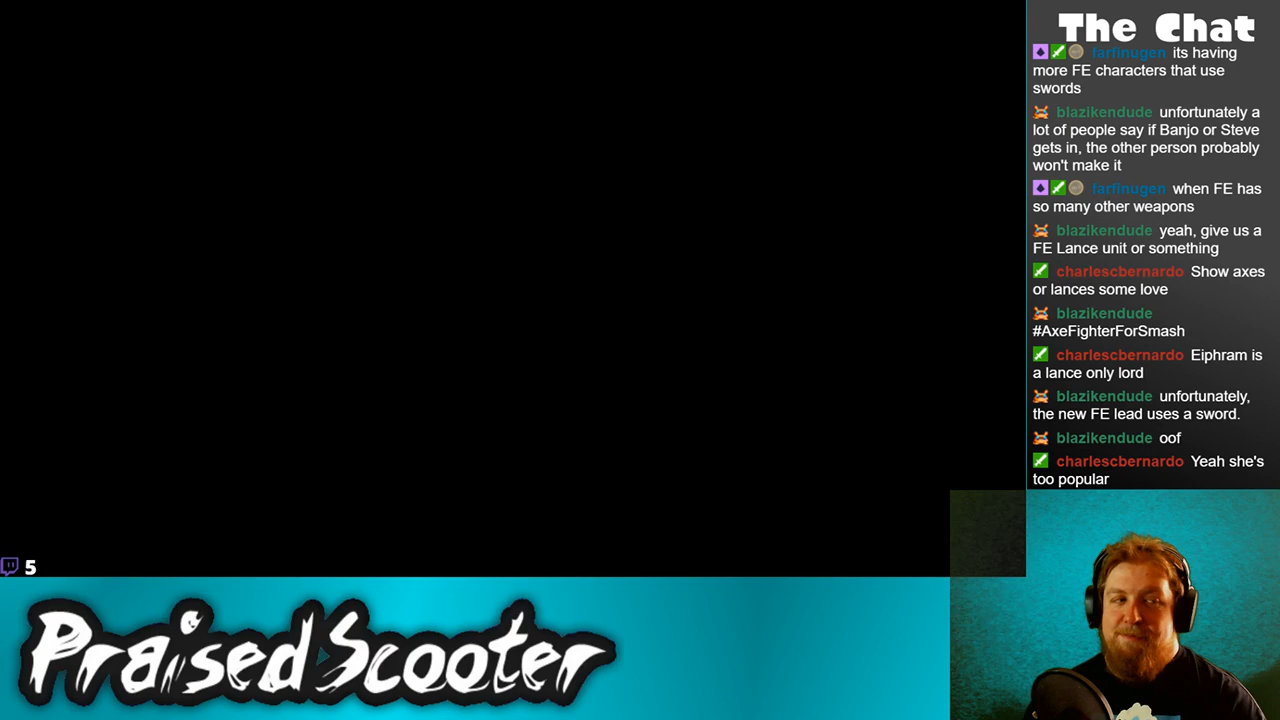 The Chat
farfinugen its having
more FE characters that use
swords
blazikendude unfortunately a
lot of people say if Banjo or Steve
gets in, the other person probably
won't make it
farfinugen when FE has
so many other weapons
blazikendude yeah, give us a
FE Lance unit or something
charlescbernardo Show axes
or lances some love
blazikendude
#AxeFighterForSmash
charlescbernardo Eiphram is
a lance only lord
blazikendude unfortunately,
the new FE lead uses a sword.
blazikendude oof
charlescbernardo Yeah she's
too popular
5
PraisedScooter